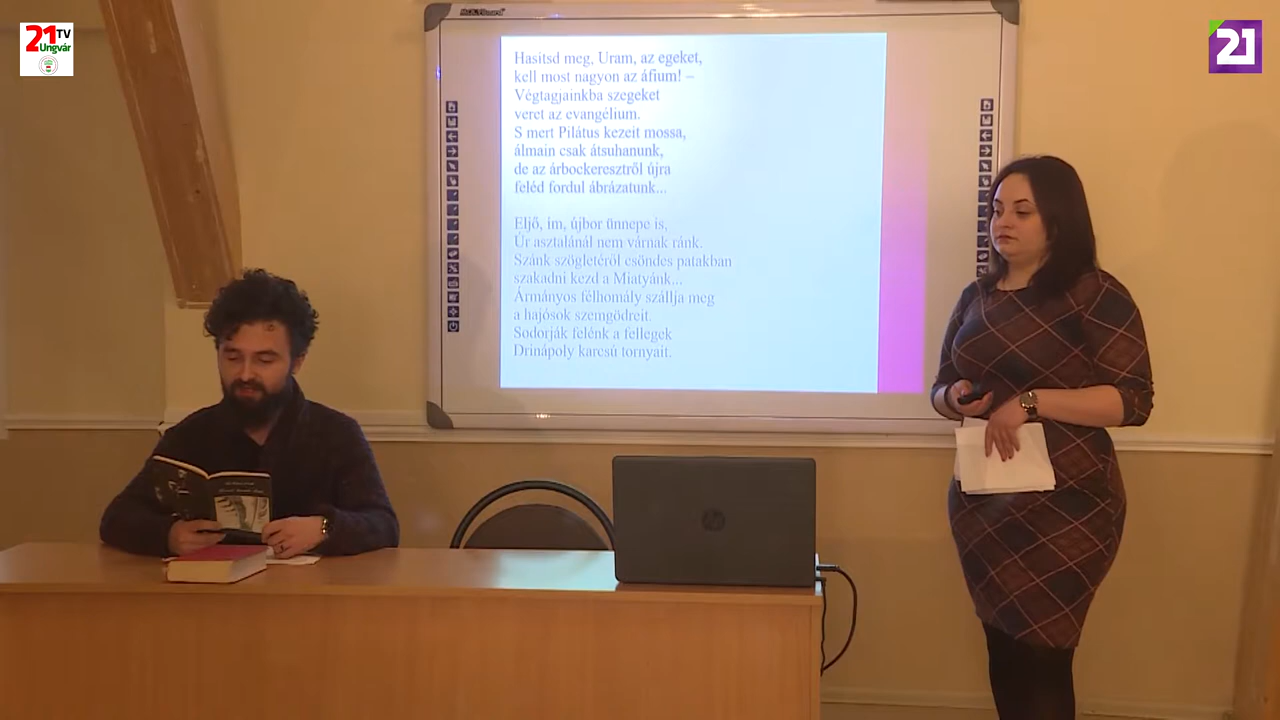 21 TV
Ungvár
21
Hasitsd meg, Uram, az egeket,
kell most nagyon az áfium! –
Végtagjainkba szegeket
veret az evangélium.
S mert Pilátus kezeit mossa,
álmain csak átsuhanunk,
de az árbockeresztről újra
feléd fordul ábrázatunk...
Eljő, ím, újbor ünnepe is,
Úr asztalánál nem várnak ránk.
Szánk szögletéről csöndes patakban
szakadni kezd a Miatyánk...
Ármányos félhomály szállja meg
a hajósok szemgödreit.
Sodorják felénk a fellegek
Drinápoly karcsú tornyait.
hp